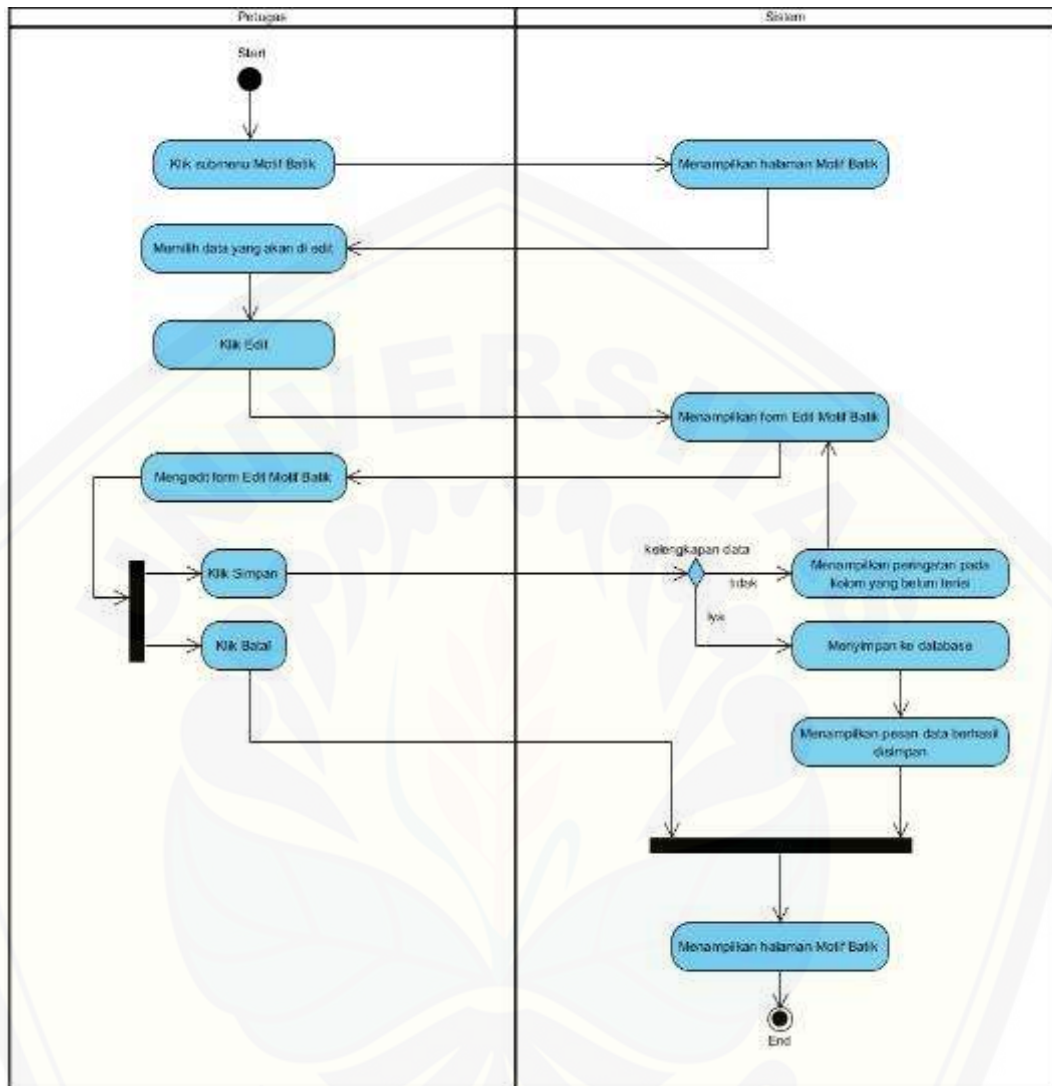 Petugas
Sistem
Start
Klik submenu Motif Batik
Menampilkan halaman Motif Batik
Memilih data yang akan di edit
Klik Edit
Menampilkan form Edit Motif Batik
Mengedit form Edit Motif Batik
kelengkapan data
Klik Simpan
tidak
Menampilkan peringatan pada
kolom yang belum terisi
iya
Klik Batal
Menyimpan ke database
Menampilkan pesan data berhasil
disimpan
Menampilkan halaman Motif Batik
End
UNIVERSITAS